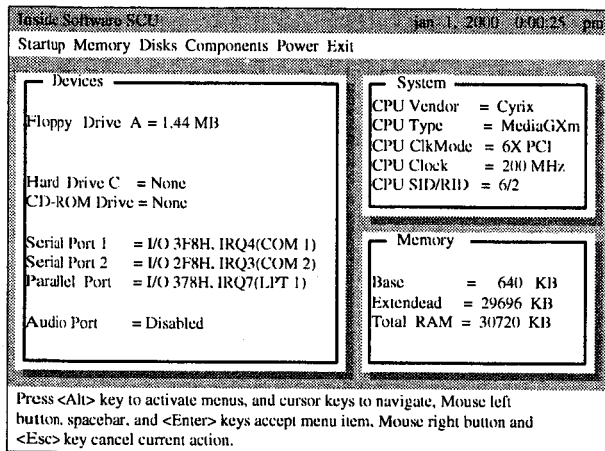 Inside Software SCU jan 1, 2000 0:00:25 pm
Startup Memory Disks Components Power Exit
Devices
Floppy Drive A = 1.44 MB
Hard Drive C = None
CD-ROM Drive = None
Serial Port 1 = I/O 3F8H, IRQ4(COM 1)
Serial Port 2 = I/O 2F8H, IRQ3(COM 2)
Parallel Port = I/O 378H, IRQ7(LPT 1)
Audio Port = Disabled
System
CPU Vendor = Cyrix
CPU Type = MediaGXm
CPU ClkMode = 6X PCI
CPU Clock = 200 MHz
CPU SID/RID = 6/2
Memory
Base = 640 KB
Extendead = 29696 KB
Total RAM = 30720 KB
Press <Alt> key to activate menus, and cursor keys to navigate, Mouse left
button, spacebar, and <Enter> keys accept menu item, Mouse right button and
<Esc> key cancel current action.